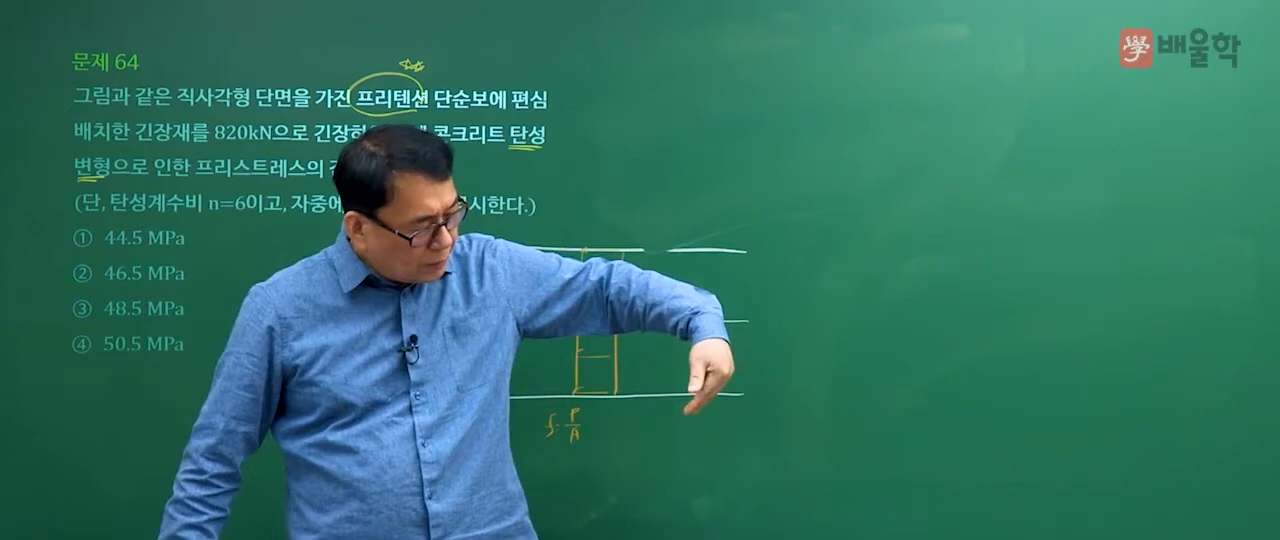 學 배울학
문제 64
그림과 같은 직사각형 단면을 가진 프리텐션 단순보에 편심
배치한 긴장재를 820kN으로 긴장하 콘크리트 탄성
변형으로 인한 프리스트레스의
(단, 탄성계수비 n=6이고, 자중에 시한다.)
① 44.5 MPa
② 46.5 MPa
③ 48.5 MPa
④ 50.5 MPa
P
A